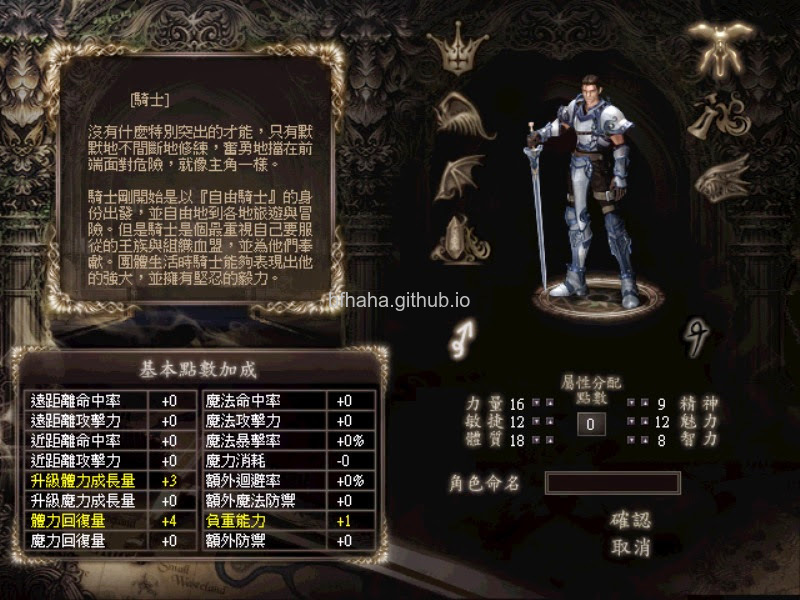 [騎士]
沒有什麼特別突出的才能，只有默
默地不間斷地修練，奮勇地擋在前
端面對危險，就像主角一樣。
騎士剛開始是以『自由騎士』的身
份出發，並自由地到各地旅遊與冒
險。但是騎士是個最重視自己要服
從的王族與組織血盟，並為他們奉
獻。團體生活時騎士能夠表現出他
的強大，並擁有堅忍的毅力。
hfhaha.github.io
基本點數加成
遠距離命中率 +0 魔法命中率 +0
遠距離攻擊力 +0 魔法攻擊力 +0
近距離命中率 +0 魔法暴擊率 +0%
近距離攻擊力 +0 魔力消耗 -0
升級體力成長量 +3 額外迴避率 +0%
升級魔力成長量 +0 額外魔法防禦 +0
體力回復量 +4 負重能力 +1
魔力回復量 +0 額外防禦 +0
屬性分配
點數
0
力量 16 9 精神
敏捷 12 12 魅力
體質 18 8 智力
角色命名
確認
取消
Small